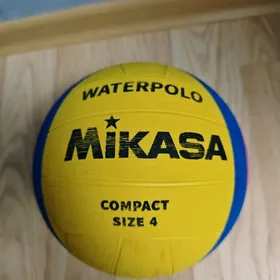 WATERPOLO
MIKASA
COMPACT
SIZE 4